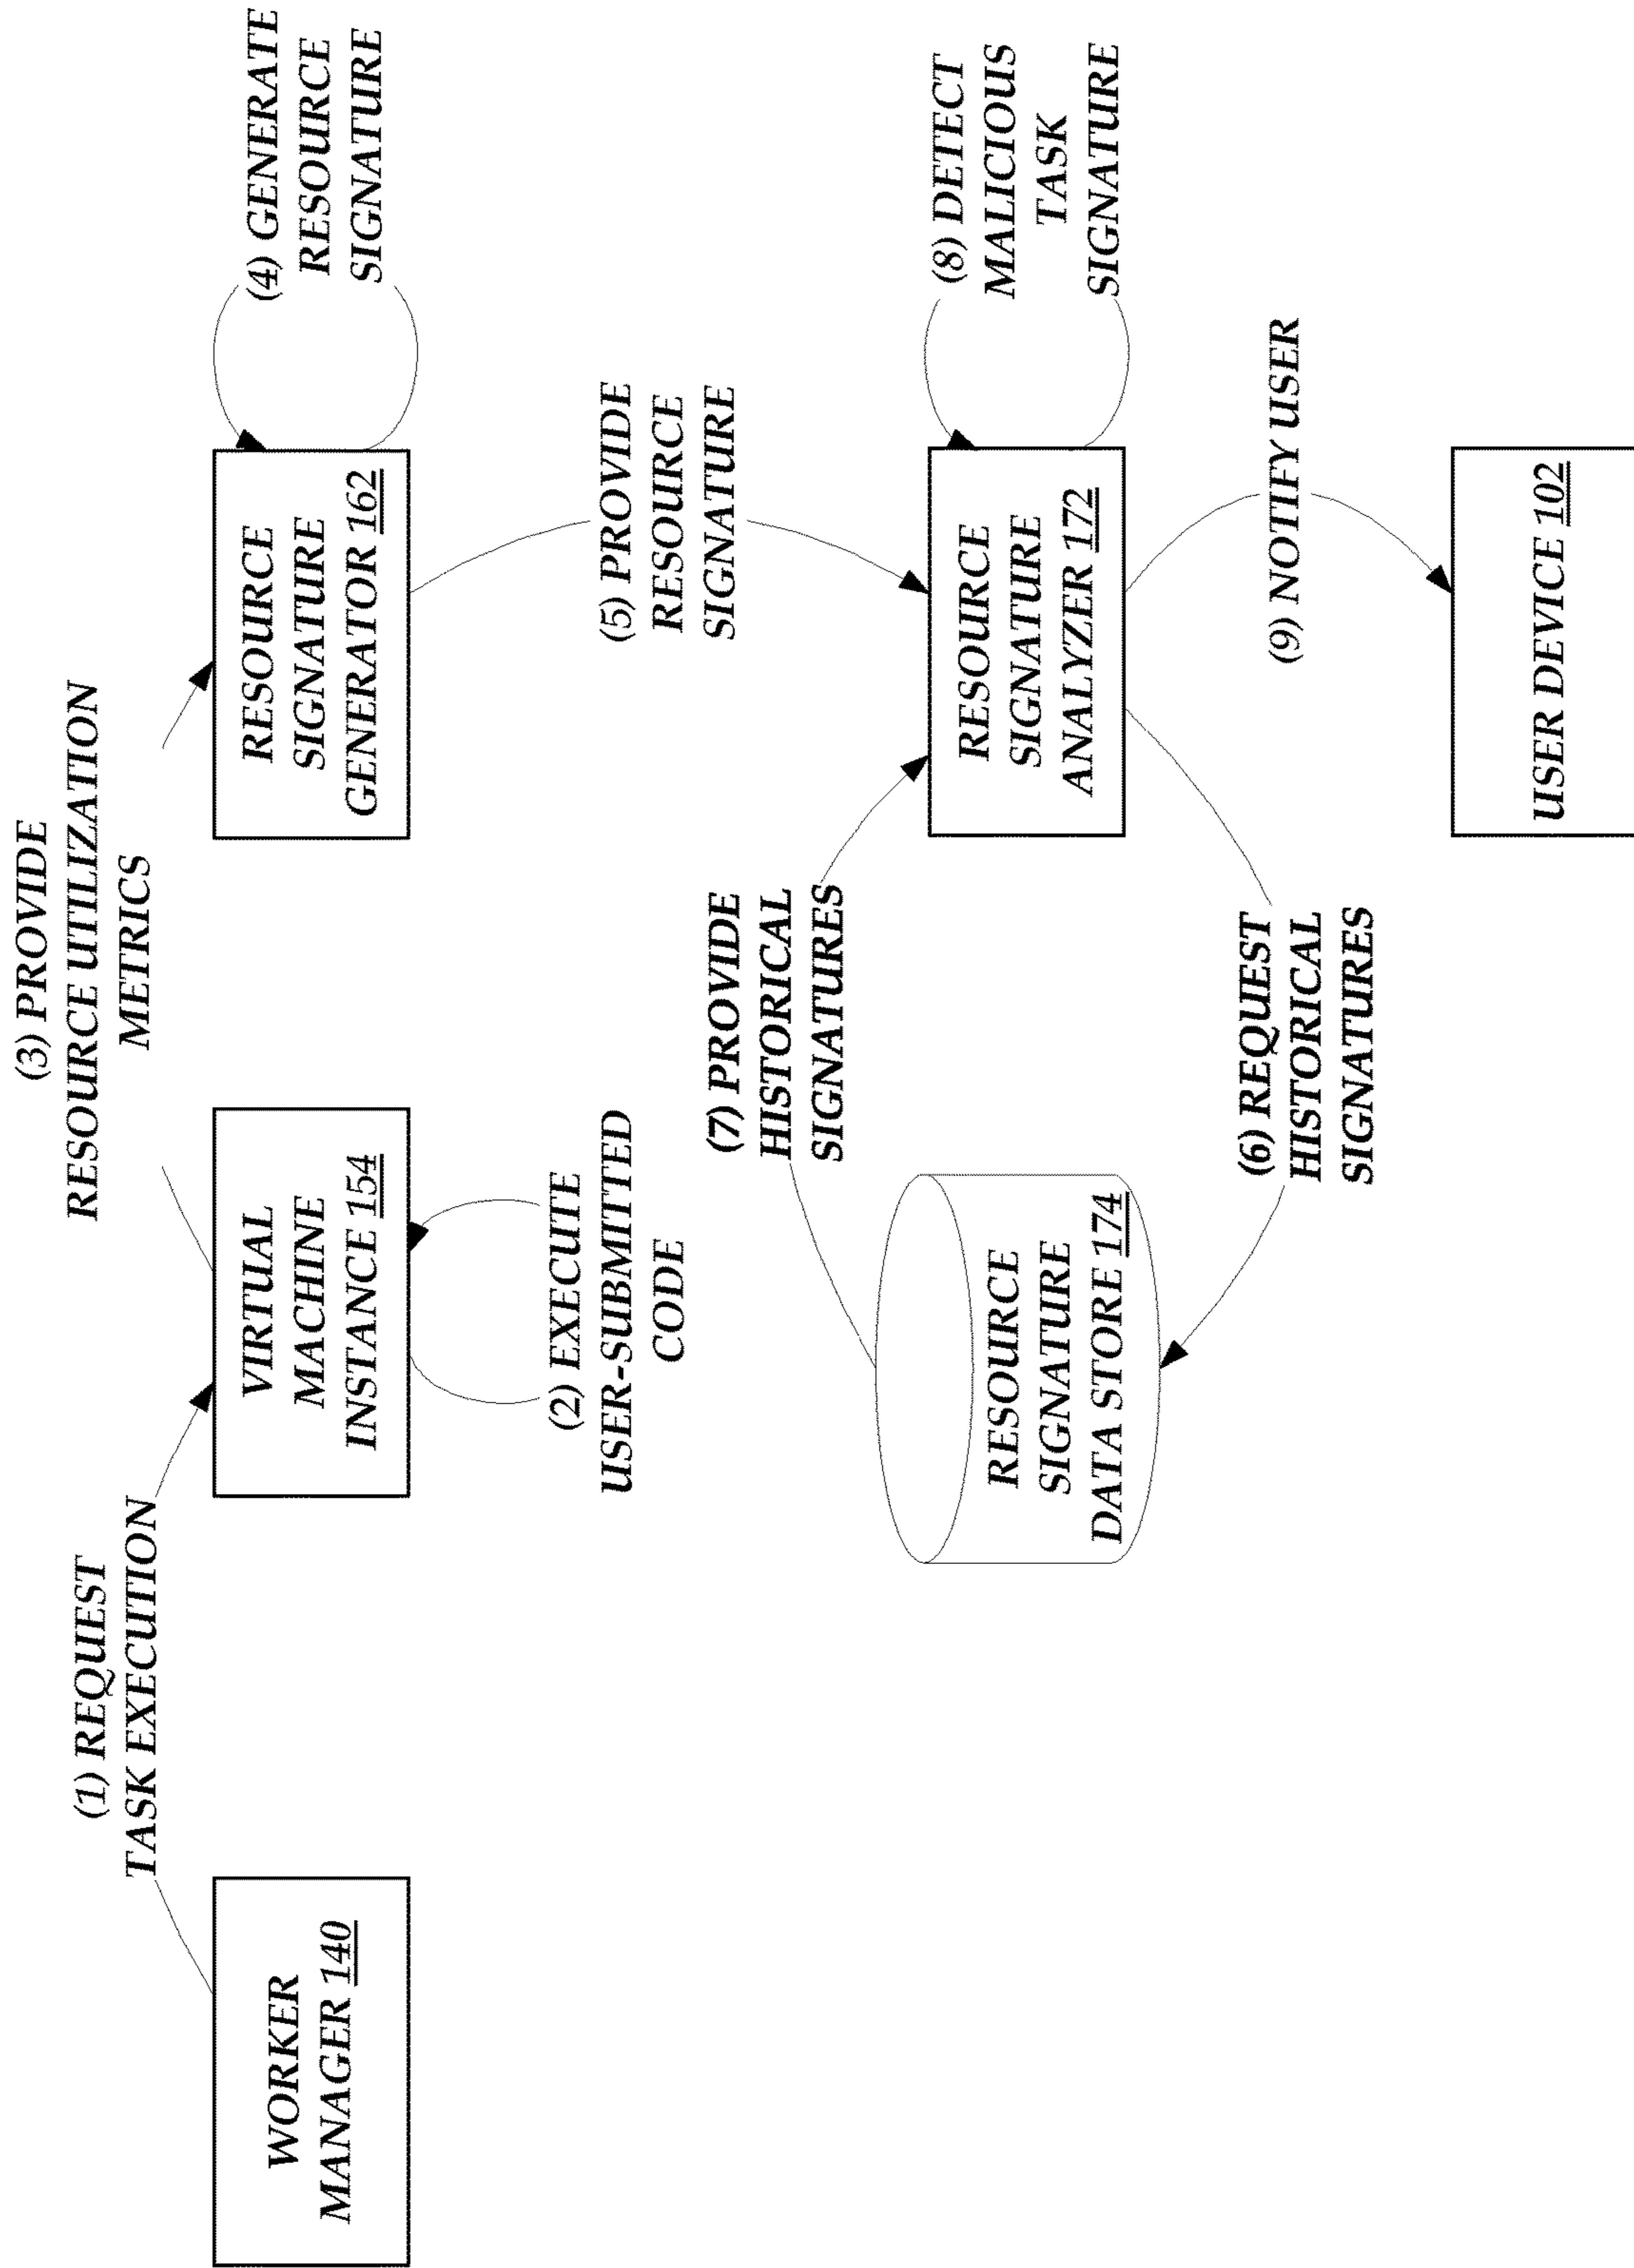 (1) REQUEST
TASK EXECUTION
(3) PROVIDE
RESOURCE UTILIZATION
METRICS
(4) GENERATE
RESOURCE
SIGNATURE
WORKER
MANAGER 140
VIRTUAL
MACHINE
INSTANCE 154
RESOURCE
SIGNATURE
GENERATOR 162
(2) EXECUTE
USER-SUBMITTED
CODE
(5) PROVIDE
RESOURCE
SIGNATURE
(7) PROVIDE
HISTORICAL
SIGNATURES
(8) DETECT
MALICIOUS
TASK
SIGNATURE
RESOURCE
SIGNATURE
DATA STORE 174
RESOURCE
SIGNATURE
ANALYZER 172
(6) REQUEST
HISTORICAL
SIGNATURES
(9) NOTIFY USER
USER DEVICE 102